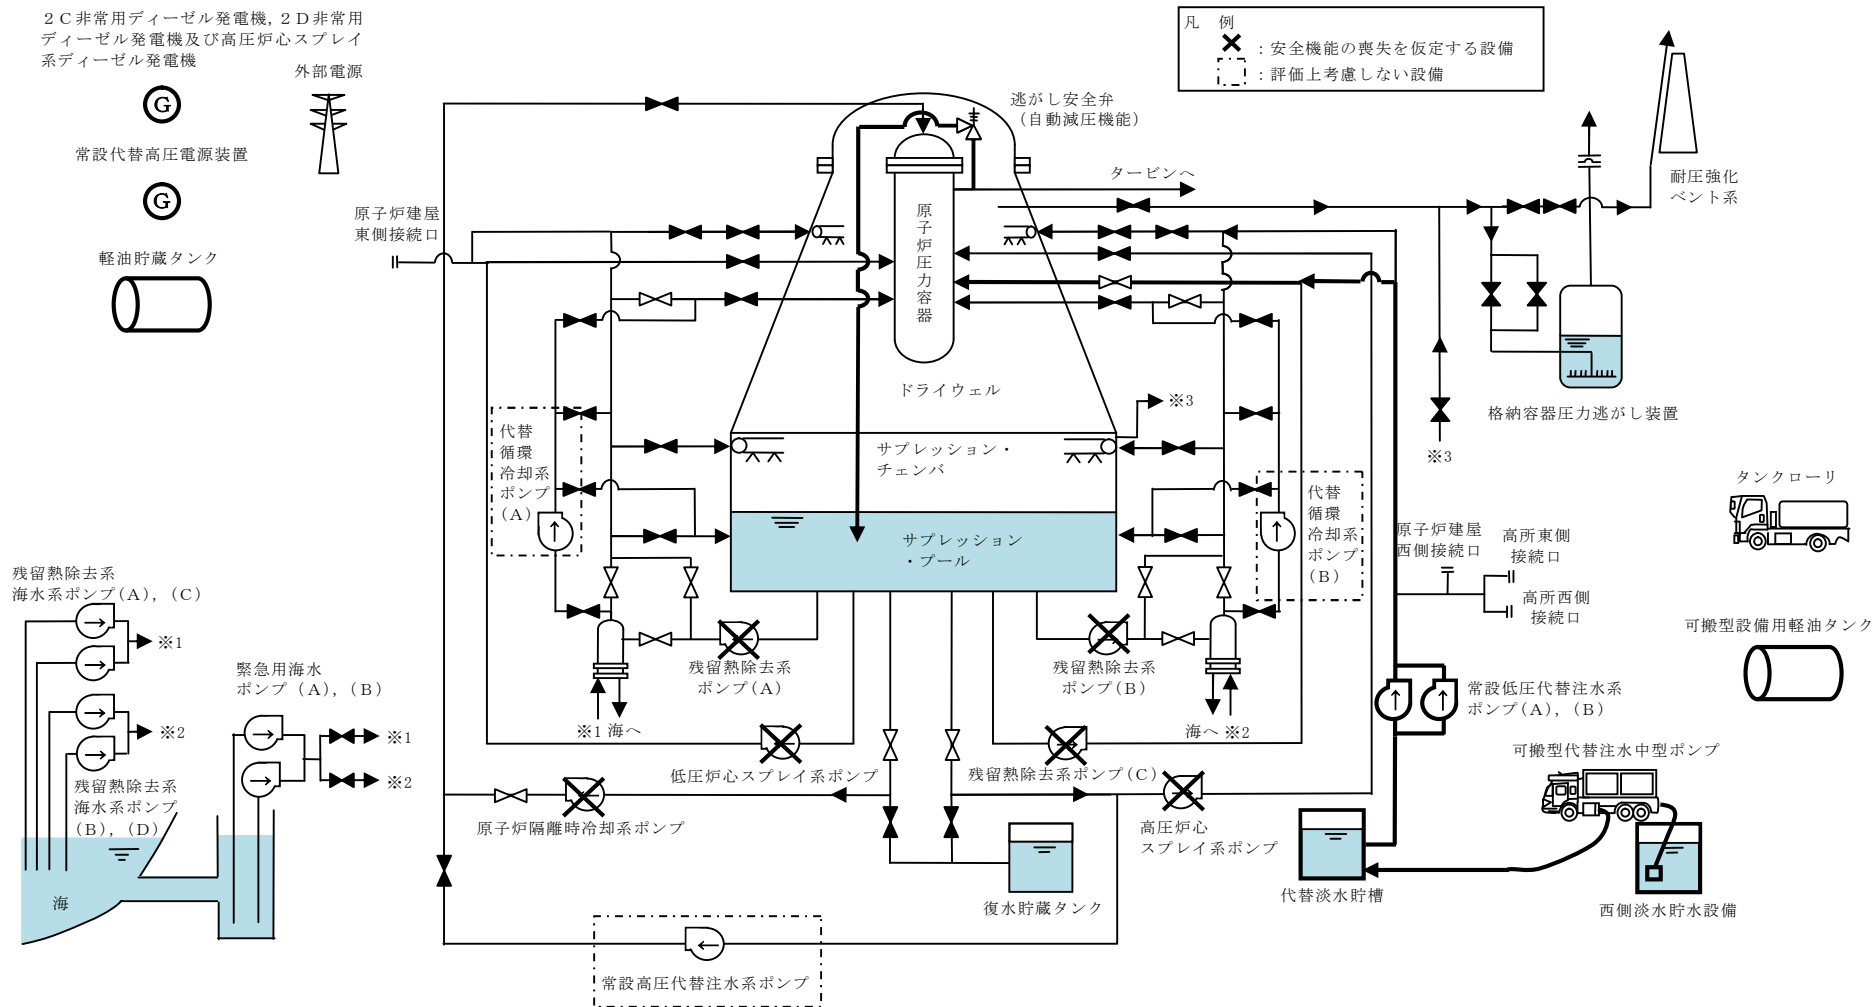 ２Ｃ非常用ディーゼル発電機，２Ｄ非常用
ディーゼル発電機及び高圧炉心スプレイ
系ディーゼル発電機
外部電源
G
常設代替高圧電源装置
G
軽油貯蔵タンク
凡　例
：安全機能の喪失を仮定する設備
：評価上考慮しない設備
逃がし安全弁
（自動減圧機能）
タービンへ
耐圧強化
ベント系
原子炉建屋
東側接続口
原子炉圧力容器
ドライウェル
※3
サプレッション・
チェンバ
サプレッション
・プール
代替
循環
冷却系
ポンプ
（A）
代替
循環
冷却系
ポンプ
（B）
格納容器圧力逃がし装置
※3
タンクローリ
原子炉建屋
西側接続口
高所東側
接続口
高所西側
接続口
可搬型設備用軽油タンク
残留熱除去系
海水系ポンプ(A)，(C)
※1
※2
残留熱除去系
海水系ポンプ
(B)，(D)
海
緊急用海水
ポンプ（A)，(B)
※1
※2
残留熱除去系
ポンプ(A)
※1 海へ
残留熱除去系
ポンプ(B)
海へ ※2
低圧炉心スプレイ系ポンプ
残留熱除去系ポンプ(C)
原子炉隔離時冷却系ポンプ
高圧炉心
スプレイ系ポンプ
常設低圧代替注水系
ポンプ(A)，(B)
可搬型代替注水中型ポンプ
復水貯蔵タンク
代替淡水貯槽
西側淡水貯水設備
常設高圧代替注水系ポンプ